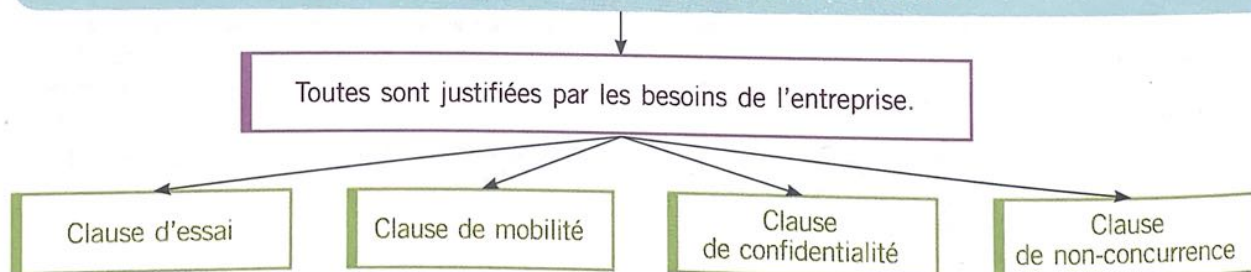 Toutes sont justifiées par les besoins de l'entreprise.
Clause d'essai
Clause de mobilité
Clause
de confidentialité
Clause
de non-concurrence